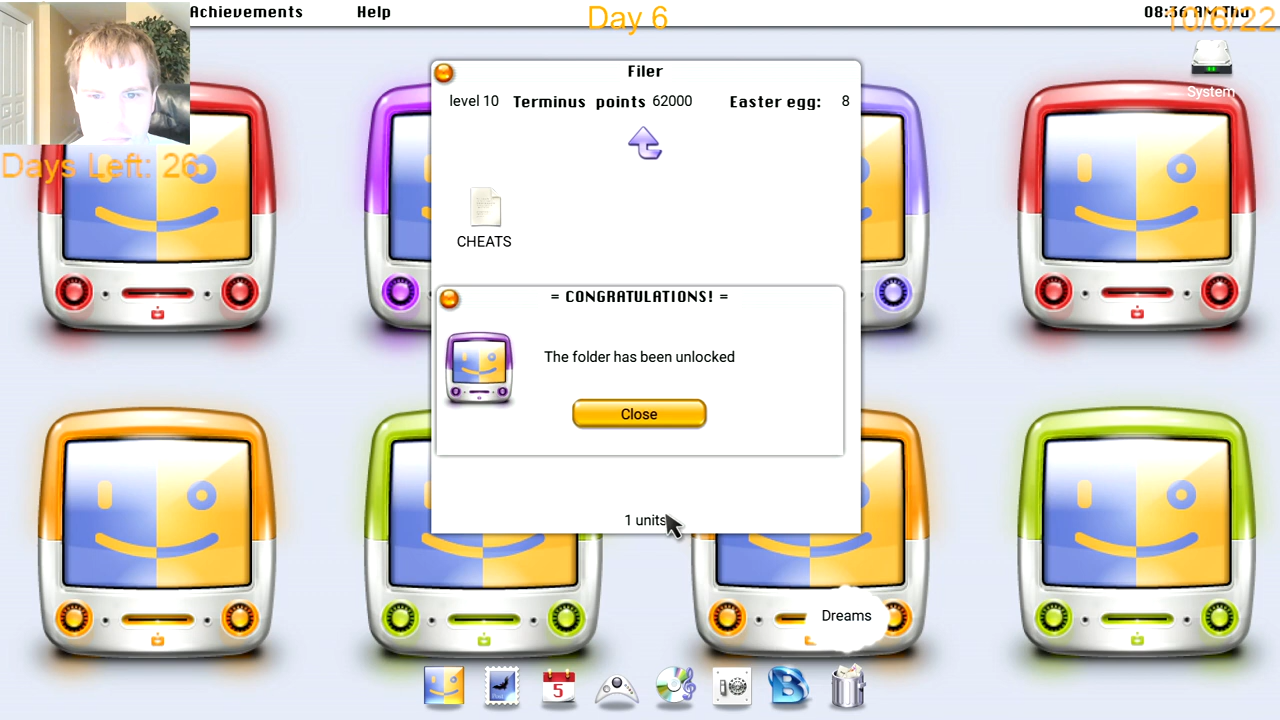 Achievements Help Day 6 08:36 AM Thu
10/6/22
Filer
level 10 Terminus points 62000 Easter egg: 8
System
Days Left: 26
CHEATS
= CONGRATULATIONS! =
The folder has been unlocked
Close
1 units
Dreams
5
B